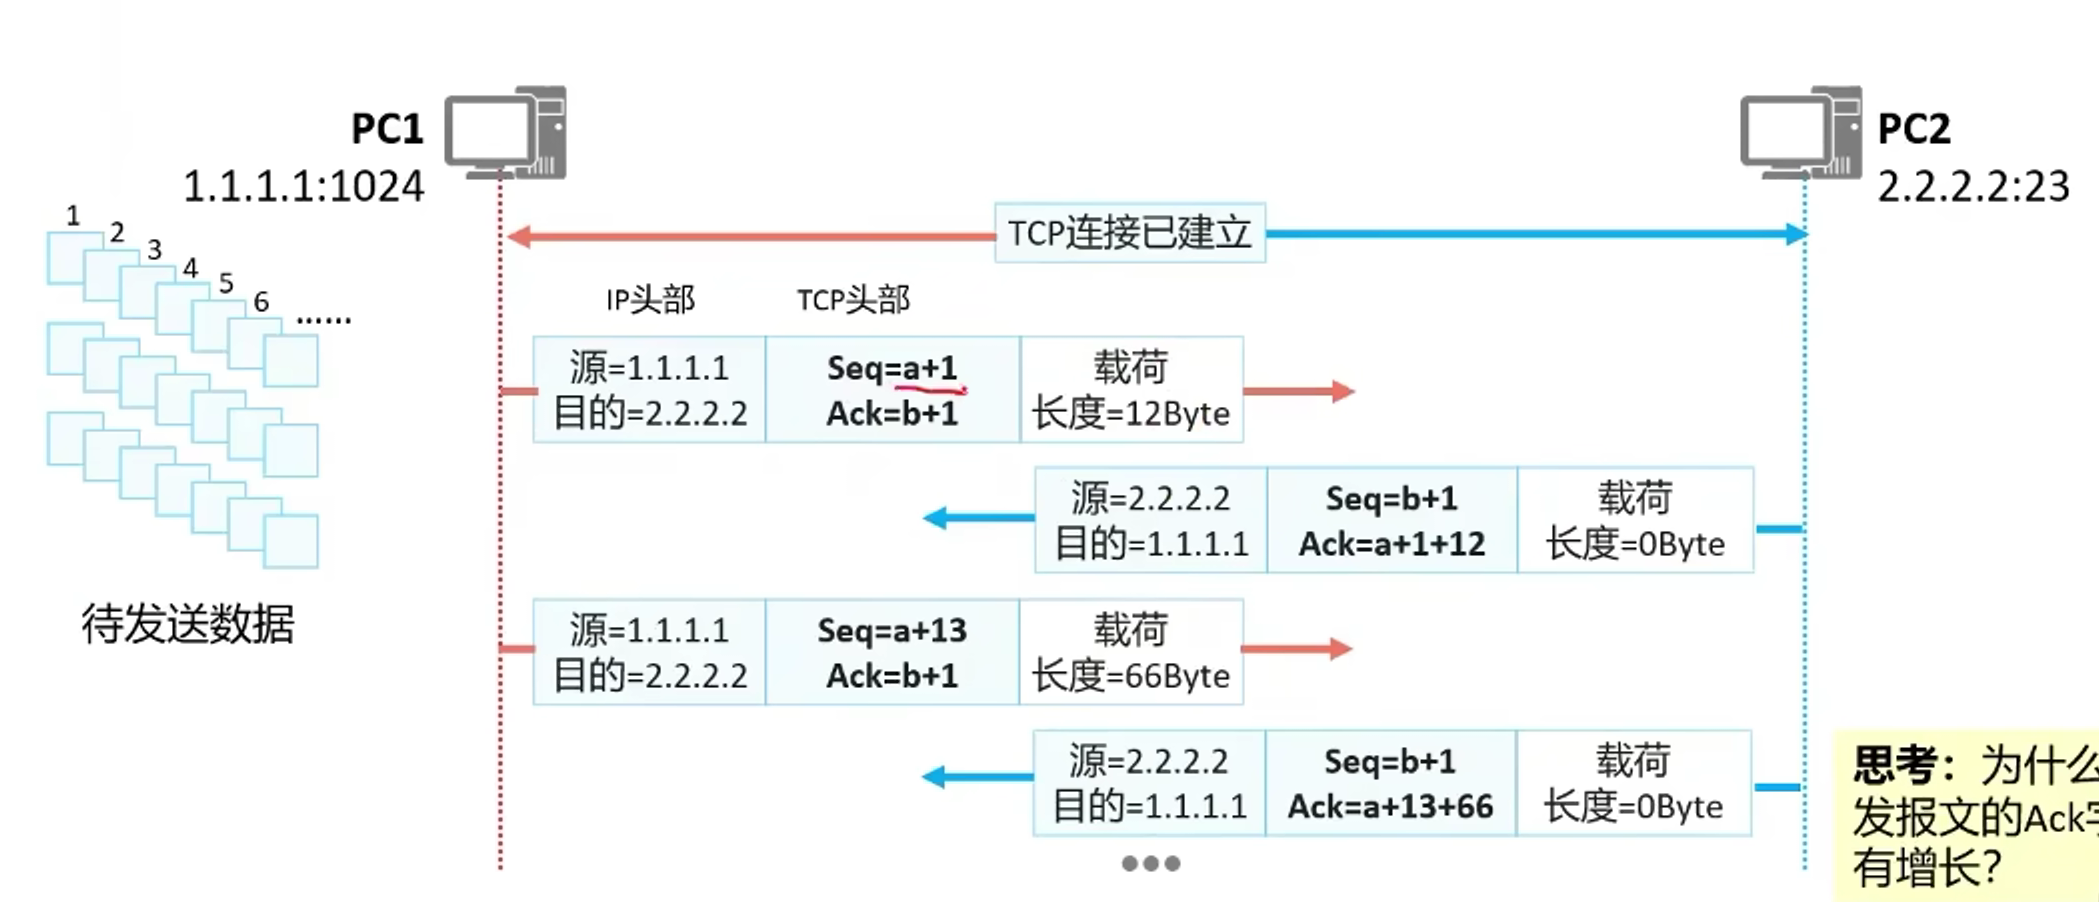 PC1
1.1.1.1:1024
PC2
2.2.2.2:23
1
2
3
4
5
6
......
待发送数据
TCP连接已建立
IP头部
TCP头部
源=1.1.1.1
目的=2.2.2.2
Seq=a+1
Ack=b+1
载荷
长度=12Byte
源=2.2.2.2
目的=1.1.1.1
Seq=b+1
Ack=a+1+12
载荷
长度=0Byte
源=1.1.1.1
目的=2.2.2.2
Seq=a+13
Ack=b+1
载荷
长度=66Byte
源=2.2.2.2
目的=1.1.1.1
Seq=b+1
Ack=a+13+66
载荷
长度=0Byte
思考：为什么
发报文的Ack
有增长？